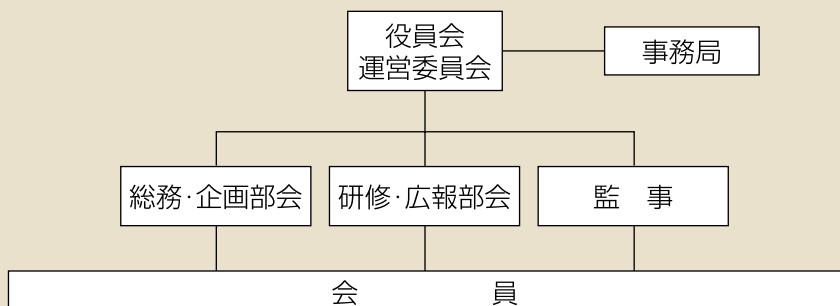 役員会
運営委員会
事務局
総務·企画部会
研修·広報部会
監　事
会　　　　　員